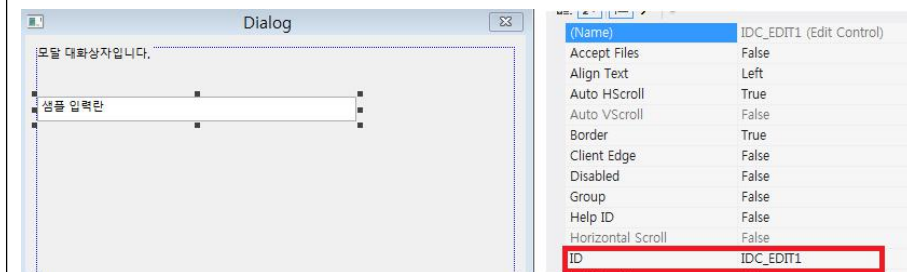 Dialog
모달 대화상자입니다.
샘플 입력란
(Name) IDC_EDIT1 (Edit Control)
Accept Files False
Align Text Left
Auto HScroll True
Auto VScroll False
Border True
Client Edge False
Disabled False
Group False
Help ID False
Horizontal Scroll False
ID IDC_EDIT1